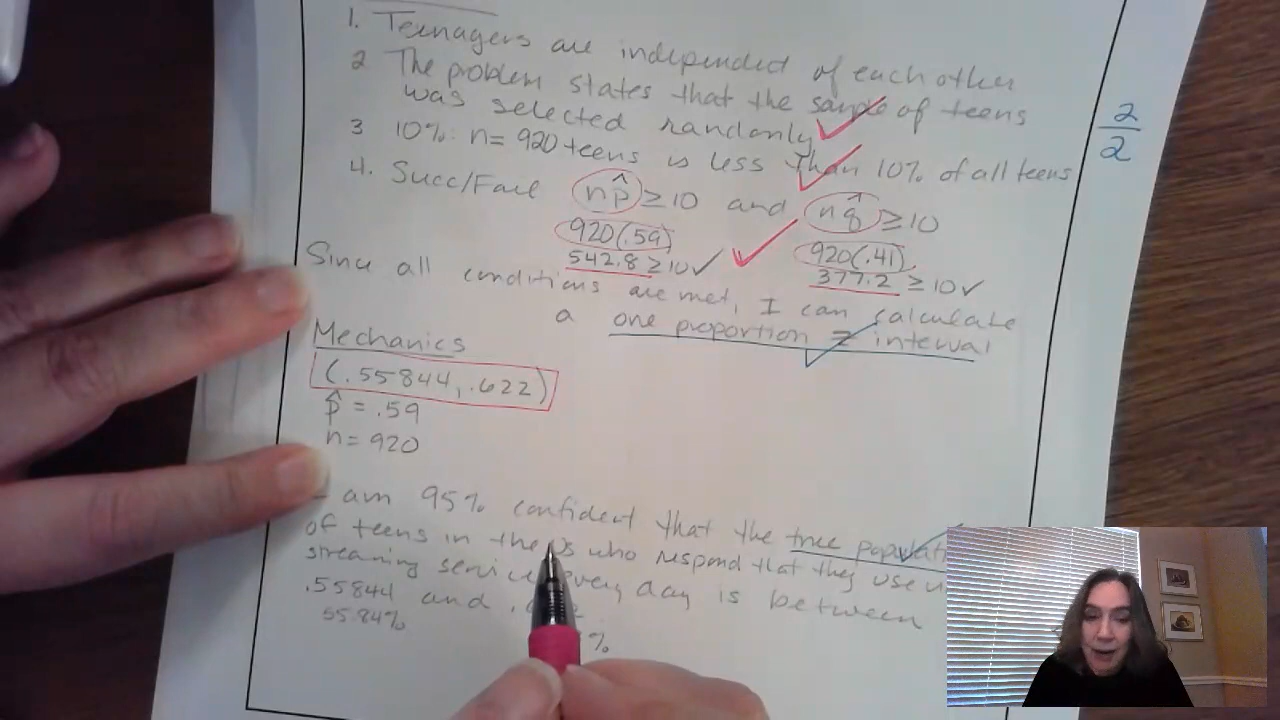 1. Teenagers are independent of each other
2 The problem states that the sample of teens
was selected randomly
3 10%: n= 920 teens is less than 10% of all teens
4. Succ/Fail np̂ ≥10 and nq̂ ≥10
920(.59) 920(.41)
542.8 ≥10✓ 377.2 ≥10✓
Since all conditions are met, I can calculate
a one proportion z interval
2/2
Mechanics
(.55844, .622)
p̂ = .59
n= 920
I am 95% confident that the true
of teens in the US who respond that they use
streaming every day is between
.55844 and
55.84% %